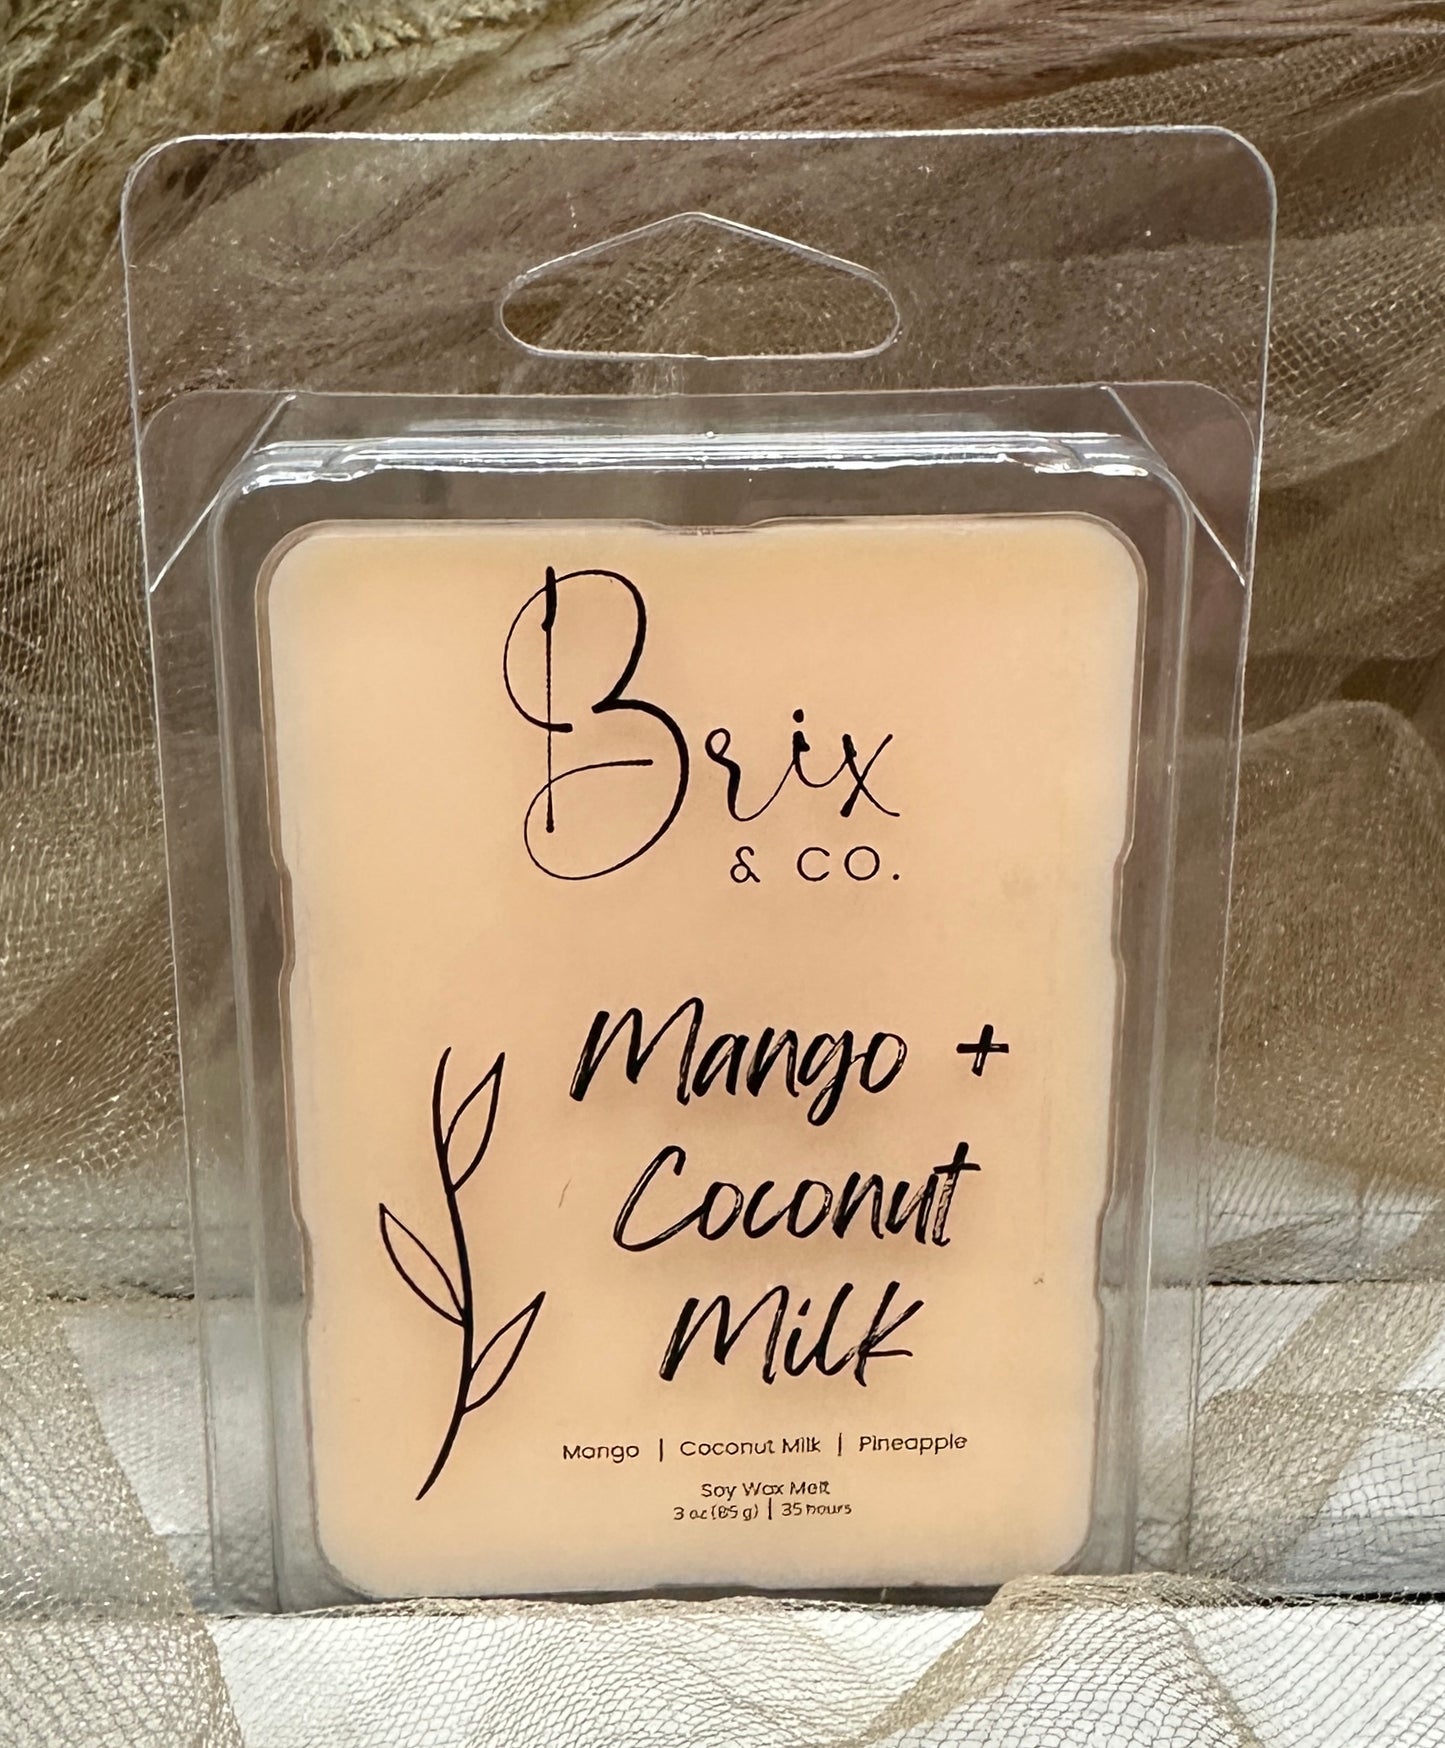 Brix
& CO.
Mango +
Coconut
Milk
Mango | Coconut Milk | Pineapple
Soy Wax Melt
3 oz (85 g) | 35 hours